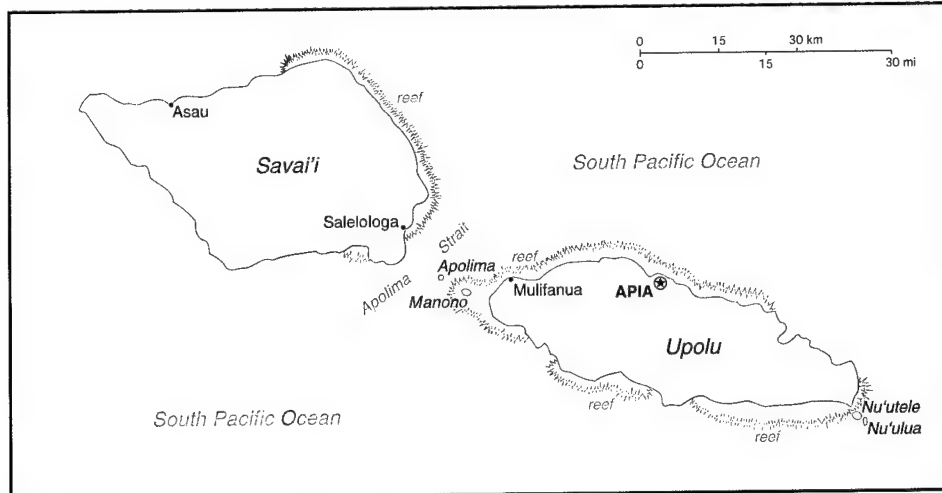 0 15 30 km
0 15 30 mi
reef
Asau
Savai'i
South Pacific Ocean
Salelologa
Apolima Strait
Apolima
reef
Manono
Mulifanua
APIA
Upolu
South Pacific Ocean
reef
reef
Nu'utele
Nu'ulua